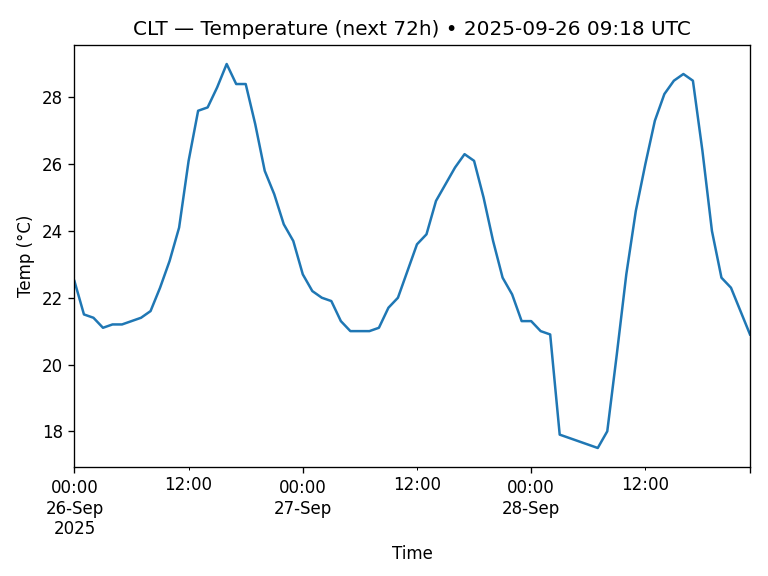 CLT — Temperature (next 72h) • 2025-09-26 09:18 UTC
28
26
24
22
20
18
Temp (°C)
00:00 12:00 00:00 12:00 00:00 12:00
26-Sep 27-Sep 28-Sep
2025
Time